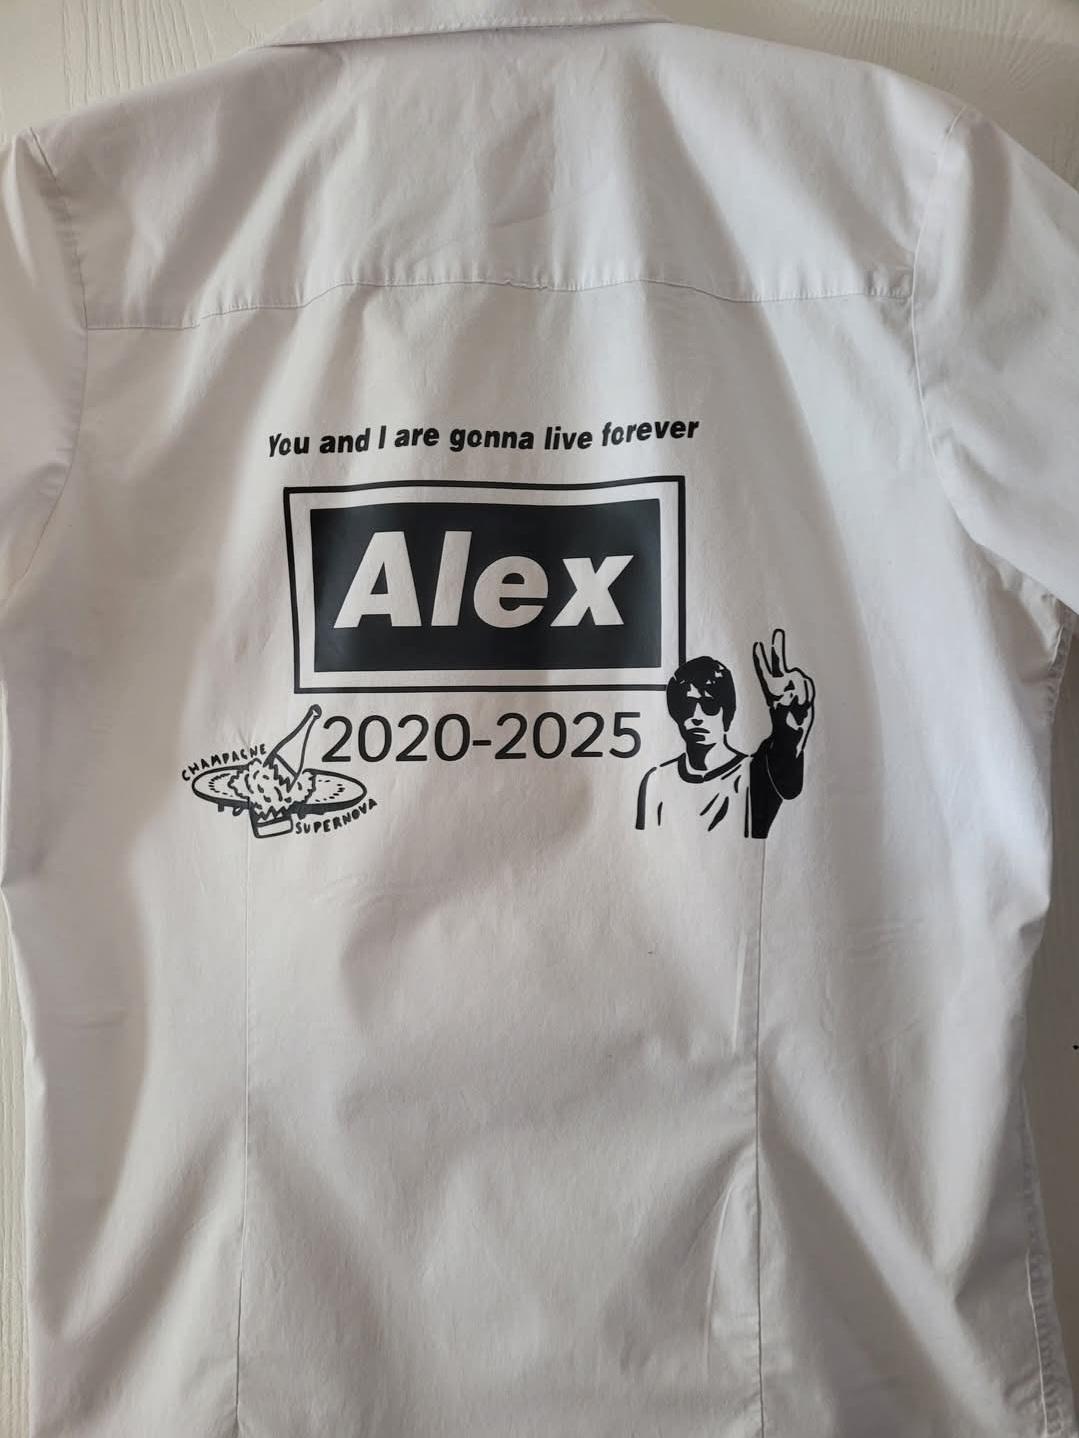 You and I are gonna live forever
Alex
2020-2025
CHAMPAGNE
SUPERNOVA